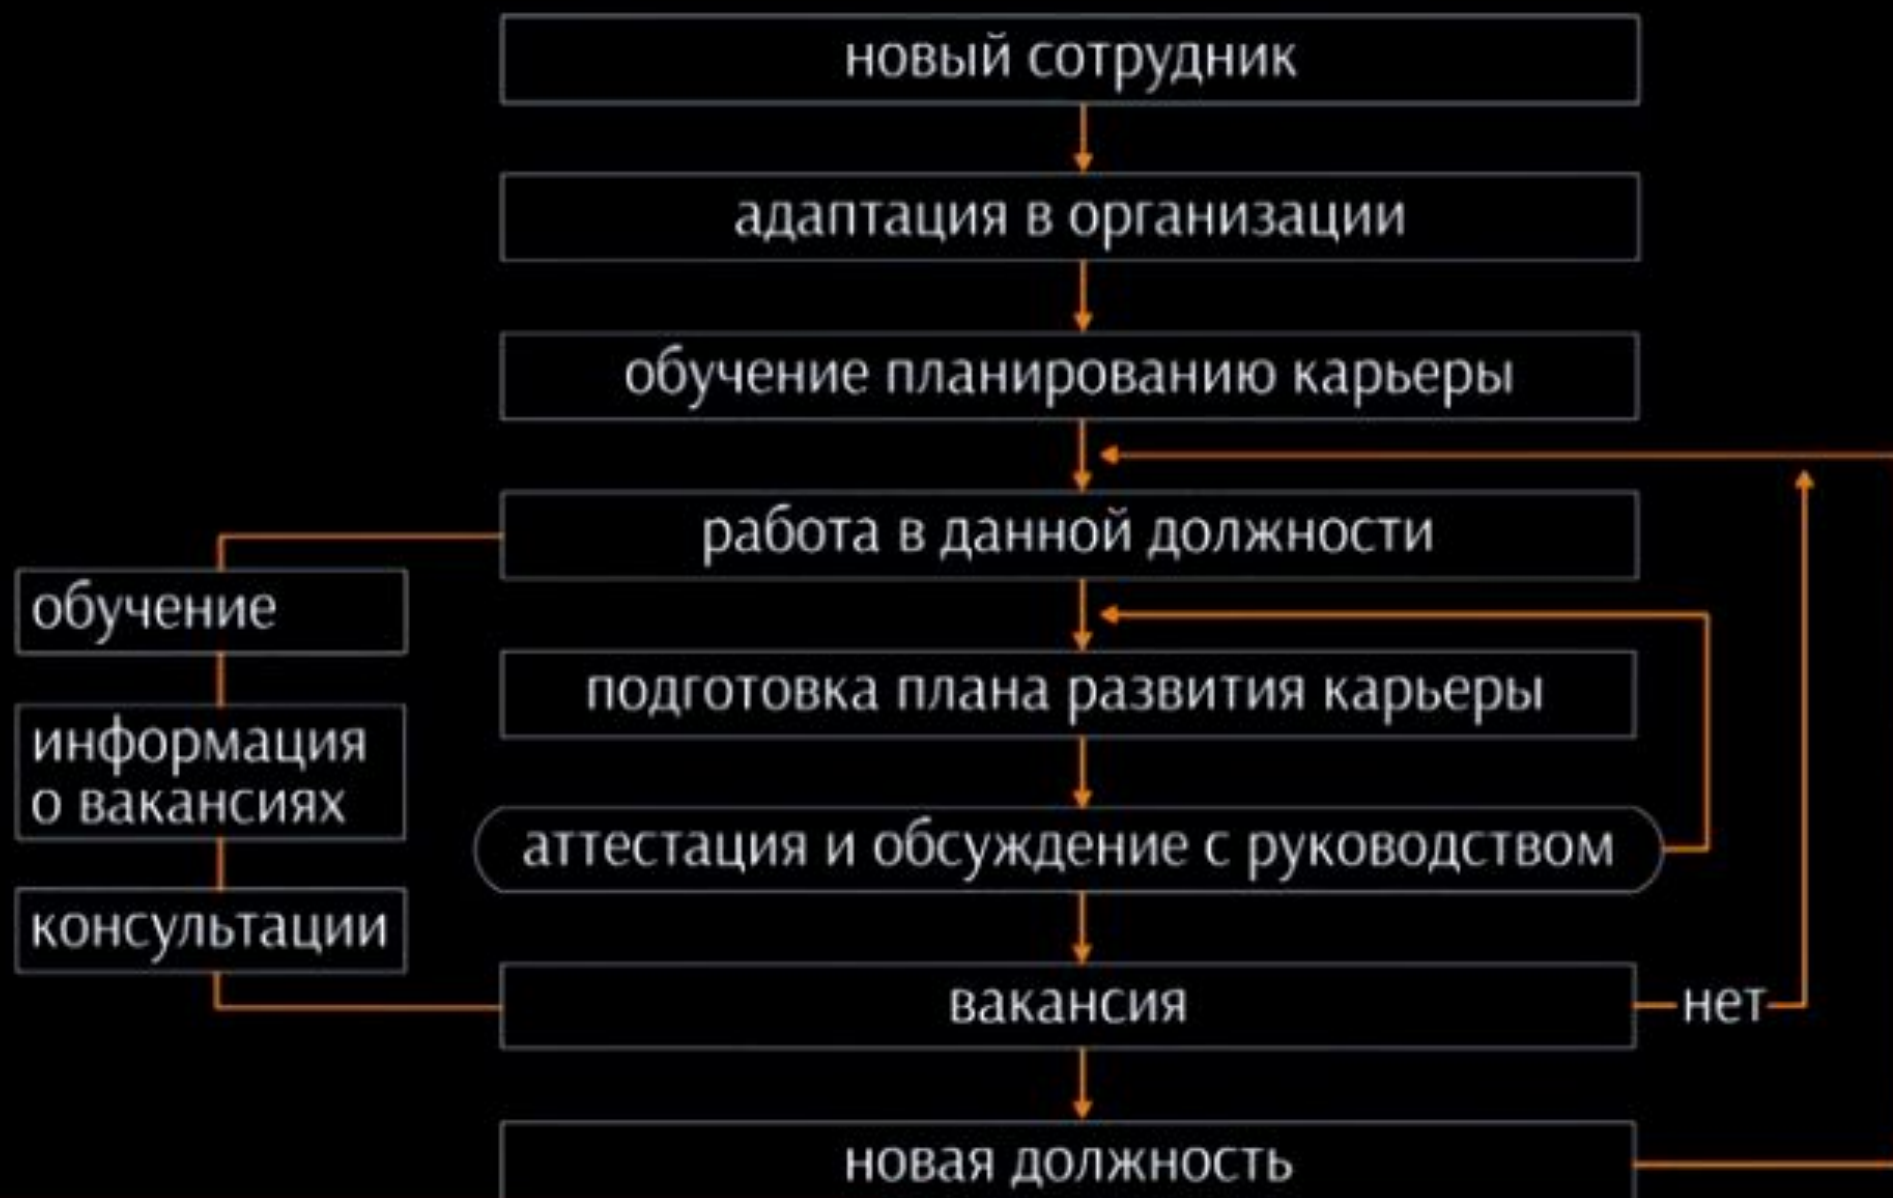 новый сотрудник
адаптация в организации
обучение планированию карьеры
работа в данной должности
обучение
подготовка плана развития карьеры
информация
о вакансиях
аттестация и обсуждение с руководством
консультации
вакансия
нет
новая должность